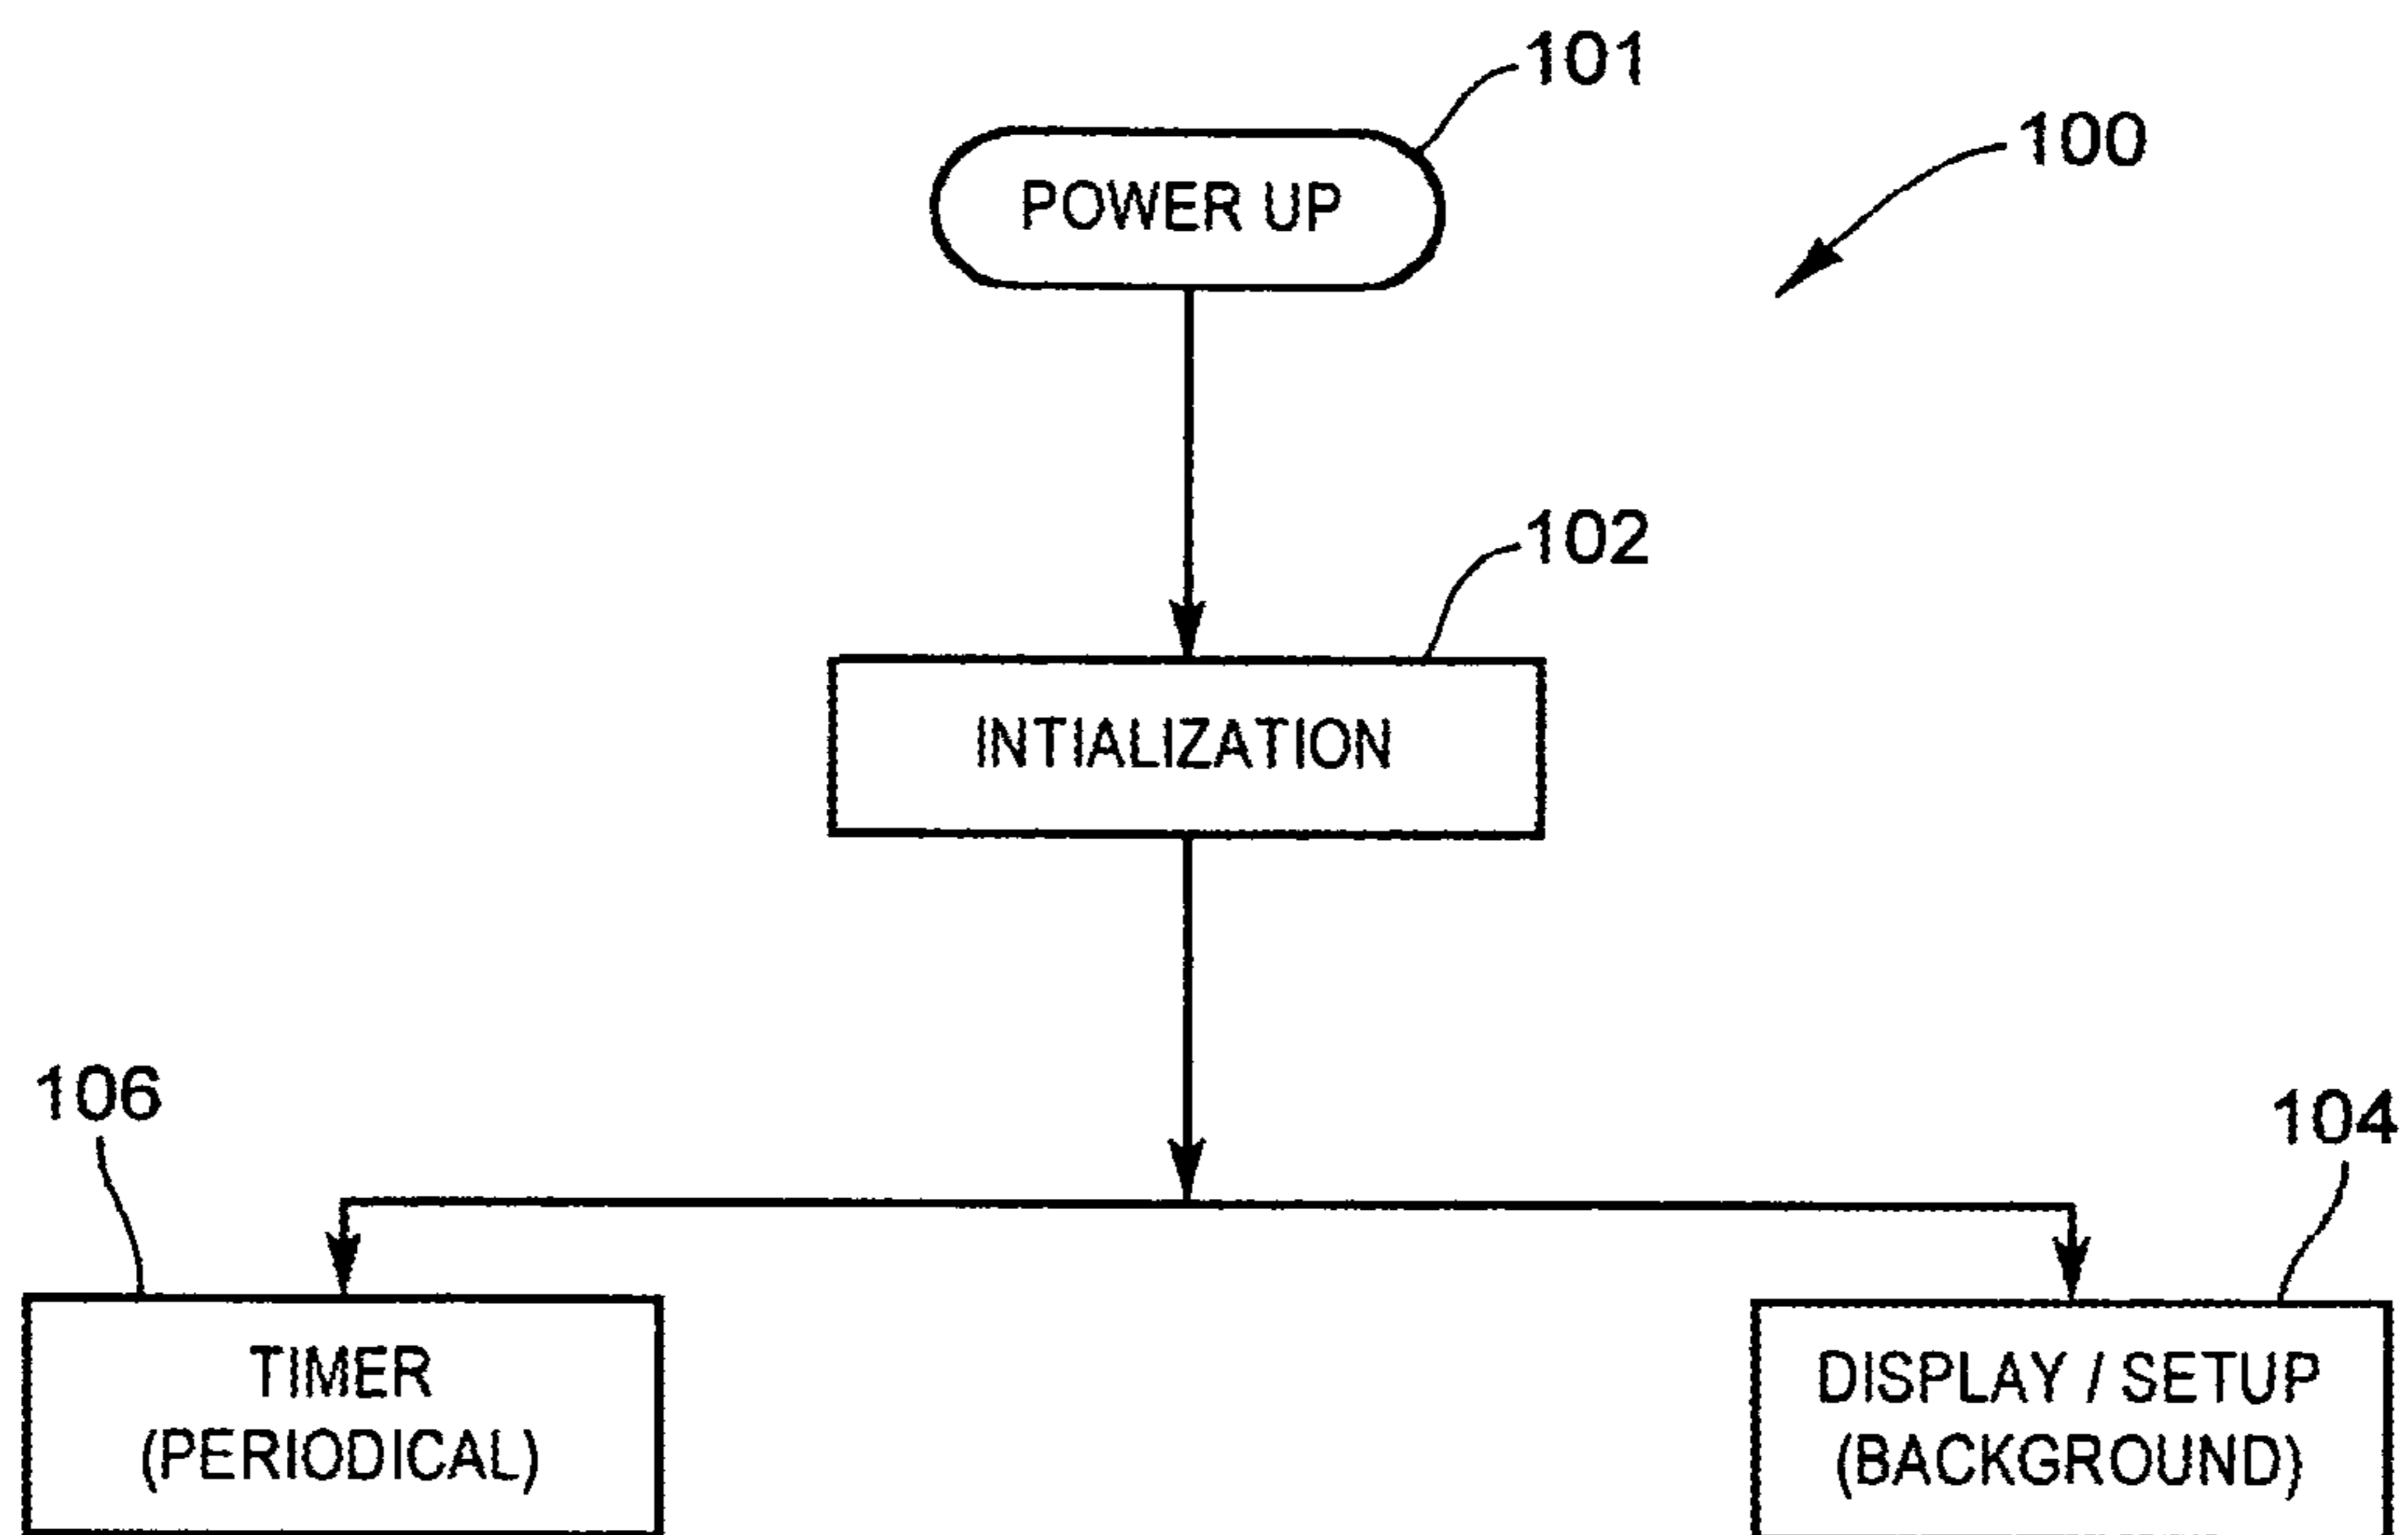 101
100
POWER UP
102
INTIALIZATION
106
104
TIMER
(PERIODICAL)
DISPLAY / SETUP
(BACKGROUND)